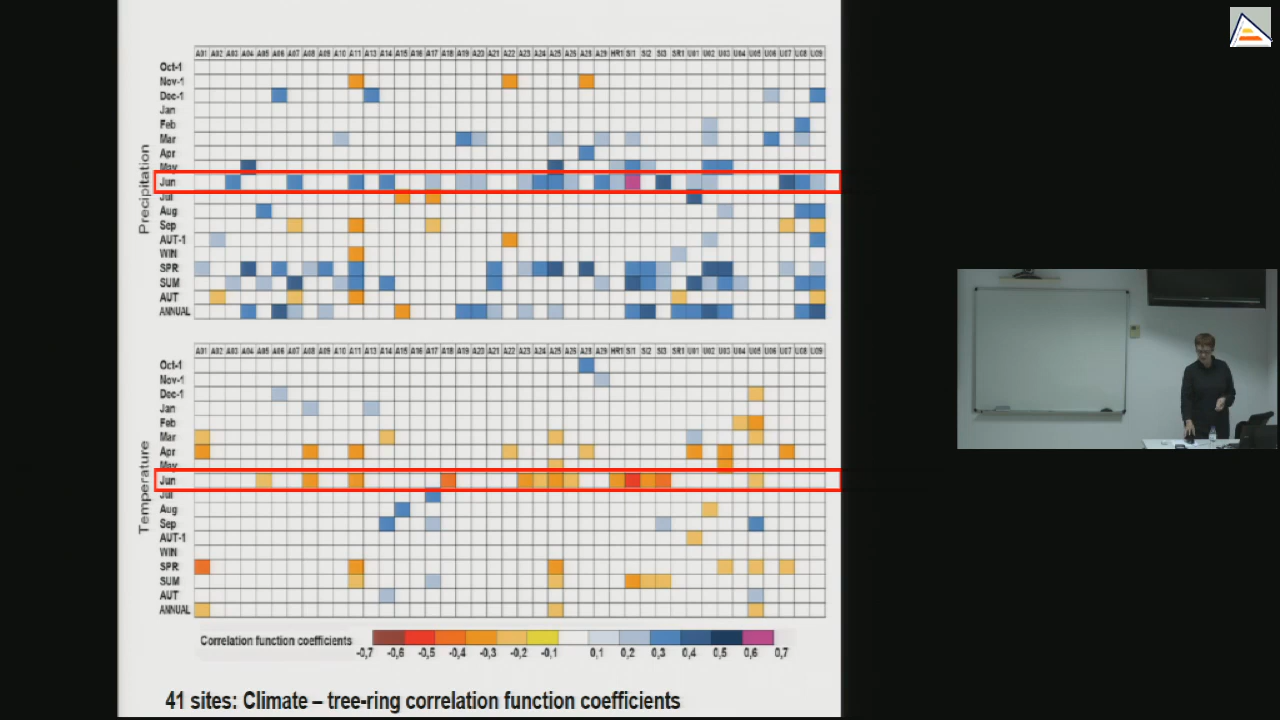 A01 A02 A03 A04 A05 A06 A07 A08 A09 A10 A11 A13 A14 A15 A16 A17 A18 A19 A20 A21 A22 A23 A24 A25 A26 A28 A29 HR1 SI1 SI2 SI3 SR1 U01 U02 U03 U04 U05 U06 U07 U08 U09
Precipitation
Oct-1
Nov-1
Dec-1
Jan
Feb
Mar
Apr
May
Jun
Jul
Aug
Sep
AUT-1
WIN
SPR
SUM
AUT
ANNUAL
A01 A02 A03 A04 A05 A06 A07 A08 A09 A10 A11 A13 A14 A15 A16 A17 A18 A19 A20 A21 A22 A23 A24 A25 A26 A28 A29 HR1 SI1 SI2 SI3 SR1 U01 U02 U03 U04 U05 U06 U07 U08 U09
Temperature
Oct-1
Nov-1
Dec-1
Jan
Feb
Mar
Apr
May
Jun
Jul
Aug
Sep
AUT-1
WIN
SPR
SUM
AUT
ANNUAL
Correlation function coefficients
-0,7 -0,6 -0,5 -0,4 -0,3 -0,2 -0,1 0,1 0,2 0,3 0,4 0,5 0,6 0,7
41 sites: Climate – tree-ring correlation function coefficients